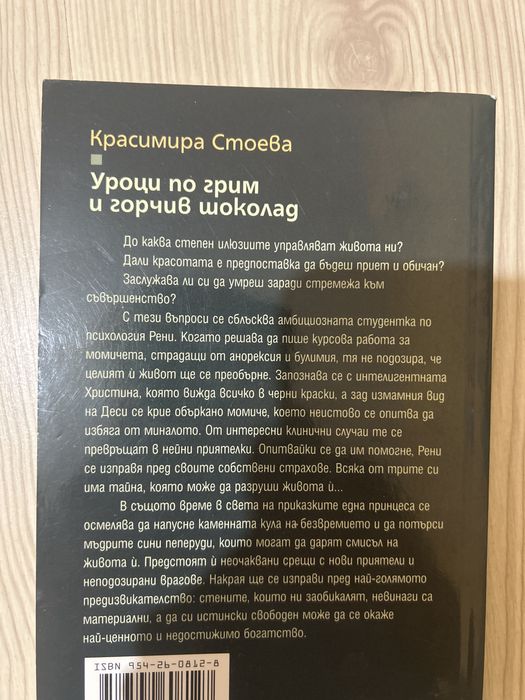 Красимира Стоева
Уроци по грим
и горчив шоколад
До каква степен илюзиите управляват живота ни?
Дали красотата е предпоставка да бъдеш приет и обичан?
Заслужава ли си да умреш заради стремежа към
съвършенство?
С тези въпроси се сблъсква амбициозната студентка по
психология Рени. Когато решава да пише курсова работа за
момичета, страдащи от анорексия и булимия, тя не подозира, че
целият ѝ живот ще се преобърне. Запознава се с интелигентната
Христина, която вижда всичко в черни краски, а зад измамния вид
на Деси се крие объркано момиче, което неистово се опитва да
избяга от миналото. От интересни клинични случаи те се
превръщат в нейни приятелки. Опитвайки се да им помогне, Рени
се изправя пред своите собствени страхове. Всяка от трите си
има тайна, която може да разруши живота ѝ...
В същото време в света на приказките една принцеса се
осмелява да напусне каменната кула на безвремието и да потърси
мъдрите сини пеперуди, които могат да дарят смисъл на
живота ѝ. Предстоят ѝ неочаквани срещи с нови приятели и
неподозирани врагове. Накрая ще се изправи пред най-голямото
предизвикателство: стените, които ни заобикалят, невинаги са
материални, а да си истински свободен може да се окаже
най-ценното и недостижимо богатство.
ISBN 954-26-0812-8